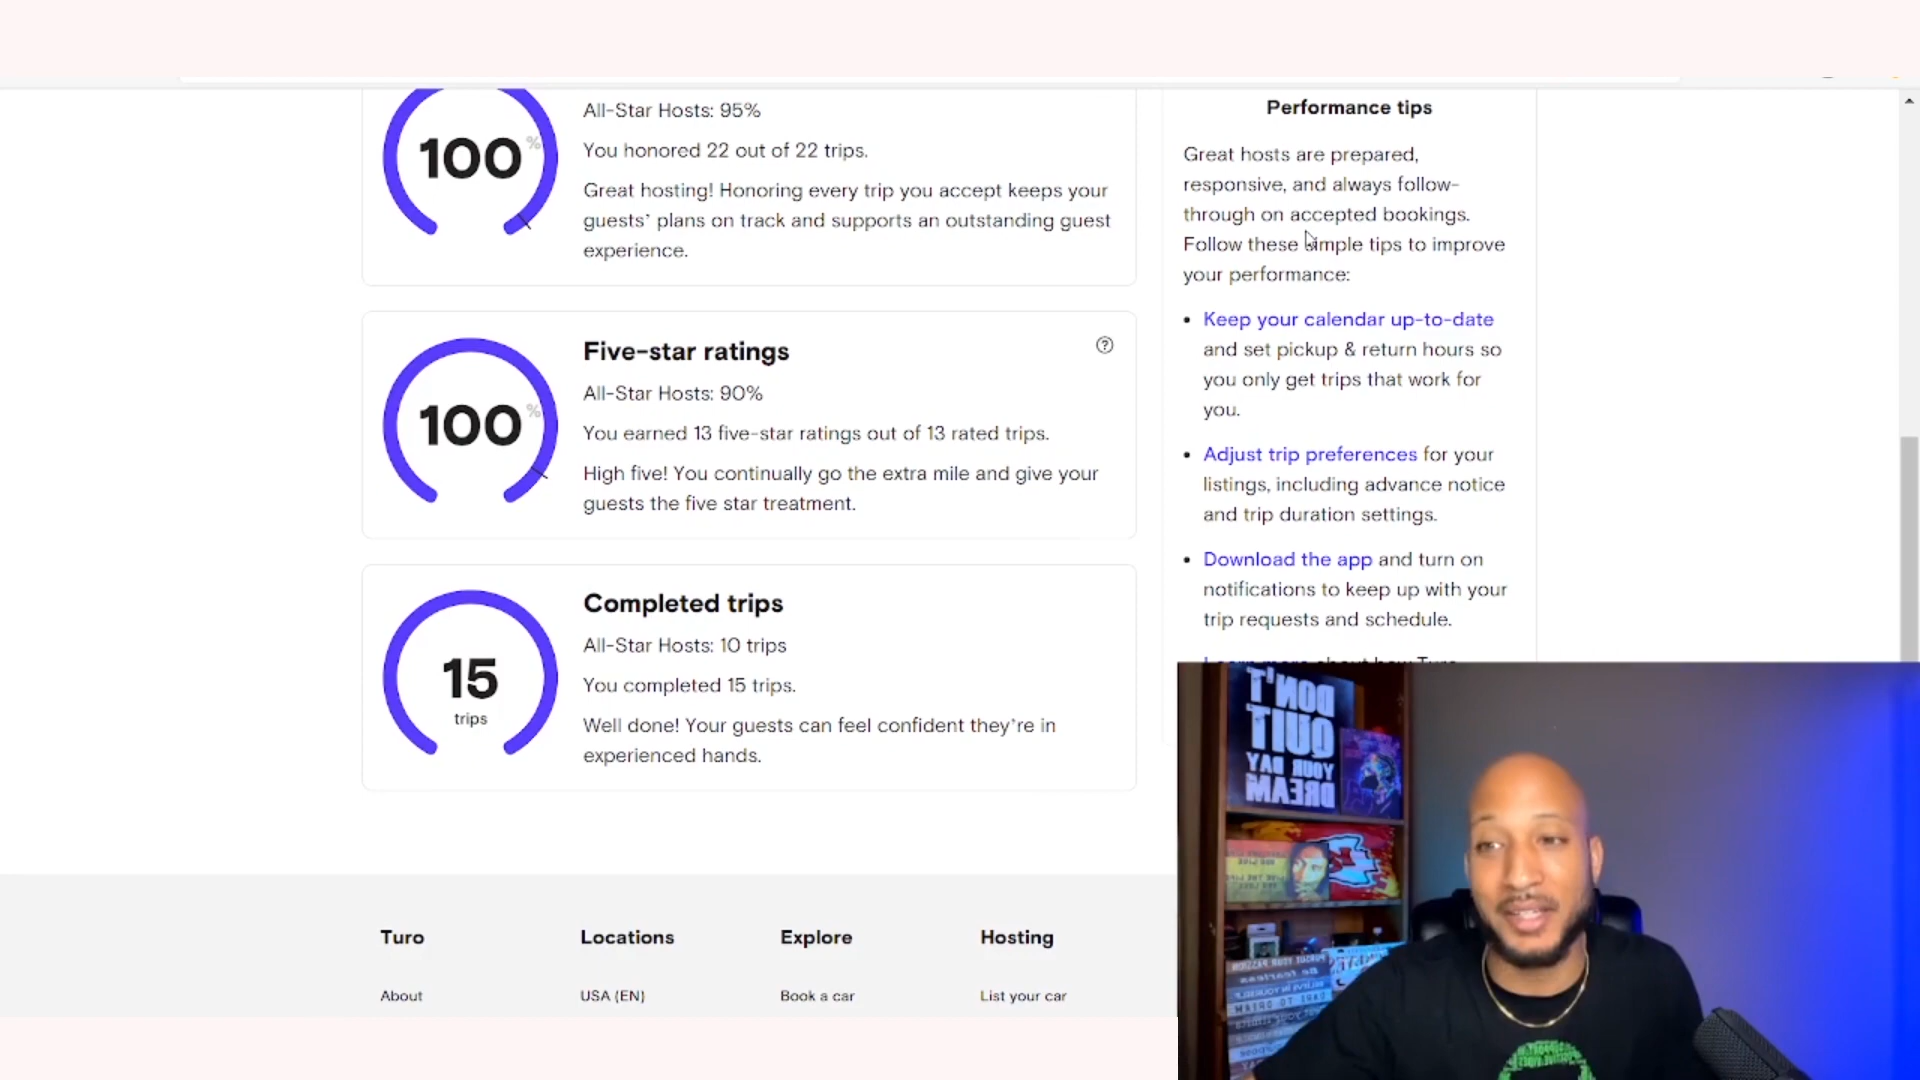 100
%
All-Star Hosts: 95%
You honored 22 out of 22 trips.
Great hosting! Honoring every trip you accept keeps your
guests' plans on track and supports an outstanding guest
experience.
100
%
Five-star ratings
All-Star Hosts: 90%
You earned 13 five-star ratings out of 13 rated trips.
High five! You continually go the extra mile and give your
guests the five star treatment.
15
trips
Completed trips
All-Star Hosts: 10 trips
You completed 15 trips.
Well done! Your guests can feel confident they're in
experienced hands.
Performance tips
Great hosts are prepared,
responsive, and always follow-
through on accepted bookings.
Follow these simple tips to improve
your performance:
• Keep your calendar up-to-date
and set pickup & return hours so
you only get trips that work for
you.
• Adjust trip preferences for your
listings, including advance notice
and trip duration settings.
• Download the app and turn on
notifications to keep up with your
trip requests and schedule.
Learn more about how Turo
DON'T
QUIT
YOUR DAY
DREAM
Turo
Locations
Explore
Hosting
About
USA (EN)
Book a car
List your car